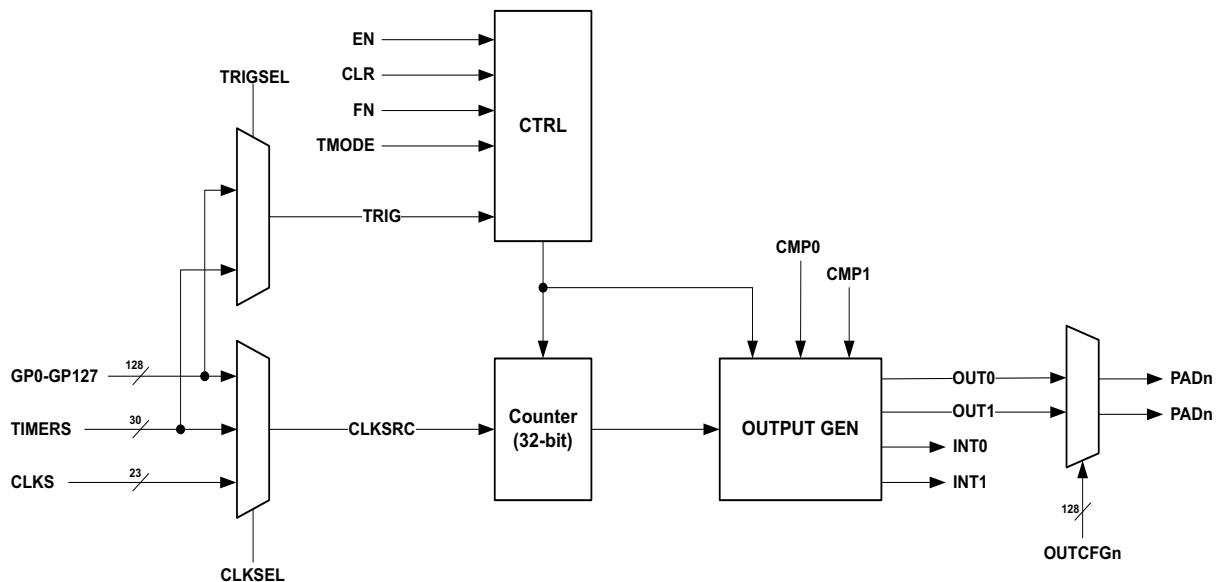 EN
CLR
FN
TMODE
CTRL
TRIGSEL
TRIG
CMP0
CMP1
GP0-GP127
128
TIMERS
30
CLKS
23
CLKSRC
Counter
(32-bit)
OUTPUT GEN
OUT0
OUT1
INT0
INT1
PADn
PADn
128
OUTCFGn
CLKSEL